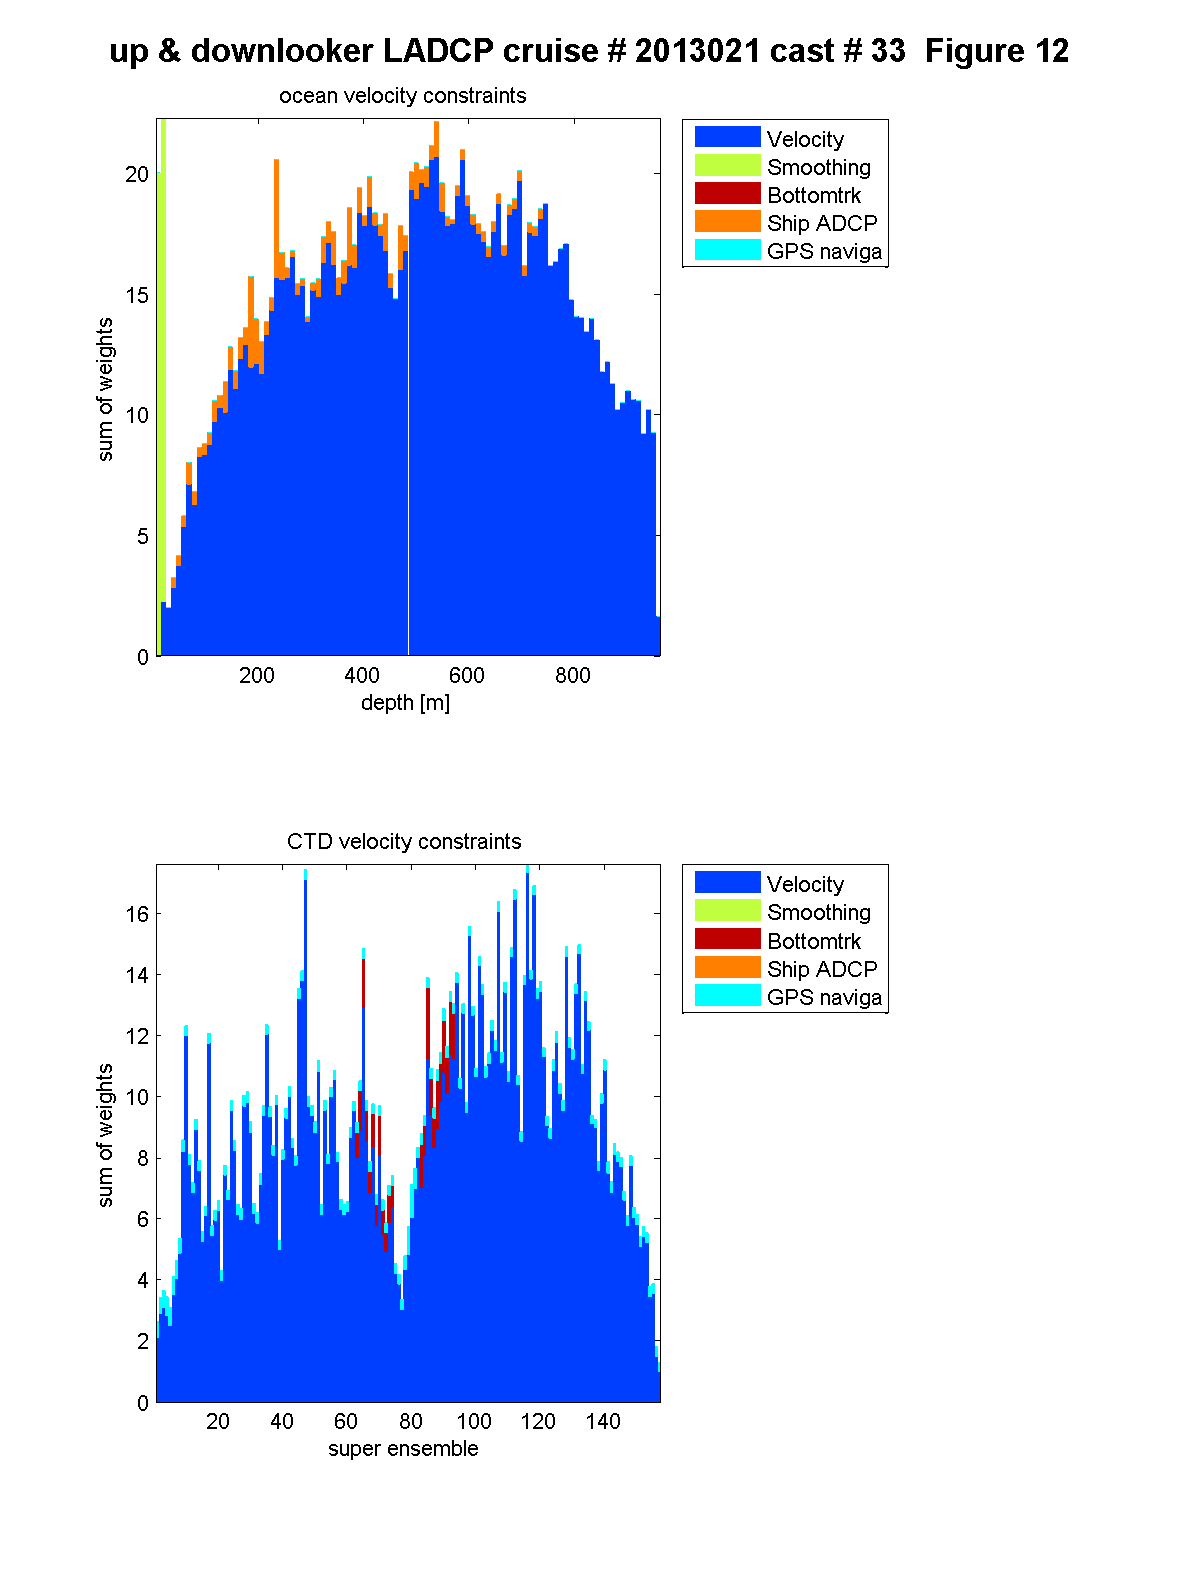 up & downlooker LADCP cruise # 2013021 cast # 33  Figure 12
ocean velocity constraints
20
15
10
5
0
sum of weights
200 400 600 800
depth [m]
Velocity
Smoothing
Bottomtrk
Ship ADCP
GPS naviga
CTD velocity constraints
16
14
12
10
8
6
4
2
0
sum of weights
20 40 60 80 100 120 140
super ensemble
Velocity
Smoothing
Bottomtrk
Ship ADCP
GPS naviga